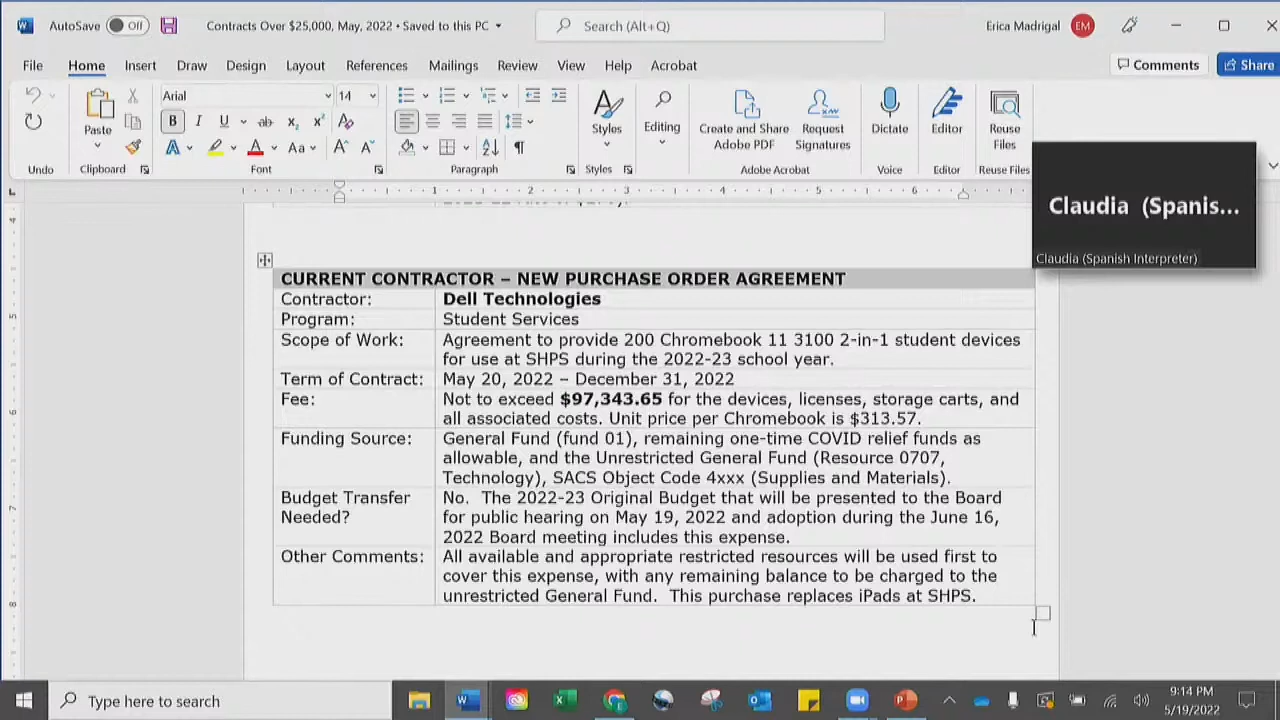 AutoSave Off Contracts Over $25,000, May, 2022 • Saved to this PC Search (Alt+Q) Erica Madrigal EM
File Home Insert Draw Design Layout References Mailings Review View Help Acrobat Comments Share
Arial 14
Paste
B I U ab x₂ x² A
A A Aa A A
Styles
Editing
Create and Share
Adobe PDF
Request
Signatures
Dictate
Editor
Reuse
Files
Undo Clipboard Font Paragraph Styles Adobe Acrobat Voice Editor Reuse Files
1 2 3 4 5 6
Claudia (Spanis...
Claudia (Spanish Interpreter)
CURRENT CONTRACTOR – NEW PURCHASE ORDER AGREEMENT
Contractor: Dell Technologies
Program: Student Services
Scope of Work: Agreement to provide 200 Chromebook 11 3100 2-in-1 student devices
for use at SHPS during the 2022-23 school year.
Term of Contract: May 20, 2022 – December 31, 2022
Fee: Not to exceed $97,343.65 for the devices, licenses, storage carts, and
all associated costs. Unit price per Chromebook is $313.57.
Funding Source: General Fund (fund 01), remaining one-time COVID relief funds as
allowable, and the Unrestricted General Fund (Resource 0707,
Technology), SACS Object Code 4xxx (Supplies and Materials).
Budget Transfer No. The 2022-23 Original Budget that will be presented to the Board
Needed? for public hearing on May 19, 2022 and adoption during the June 16,
2022 Board meeting includes this expense.
Other Comments: All available and appropriate restricted resources will be used first to
cover this expense, with any remaining balance to be charged to the
unrestricted General Fund. This purchase replaces iPads at SHPS.
Type here to search
9:14 PM
5/19/2022